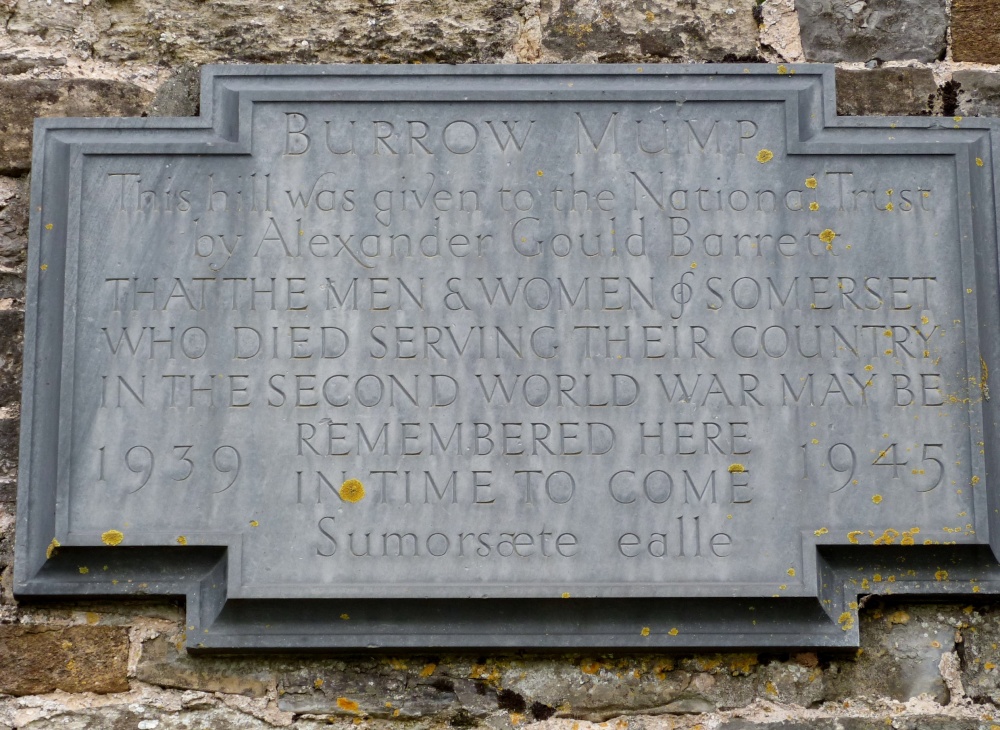 BURROW MUMP
This hill was given to the National Trust
by Alexander Gould Barrett
THAT THE MEN & WOMEN of SOMERSET
WHO DIED SERVING THEIR COUNTRY
IN THE SECOND WORLD WAR MAY BE
REMEMBERED HERE
1939 IN TIME TO COME 1945
Sumorsæte ealle